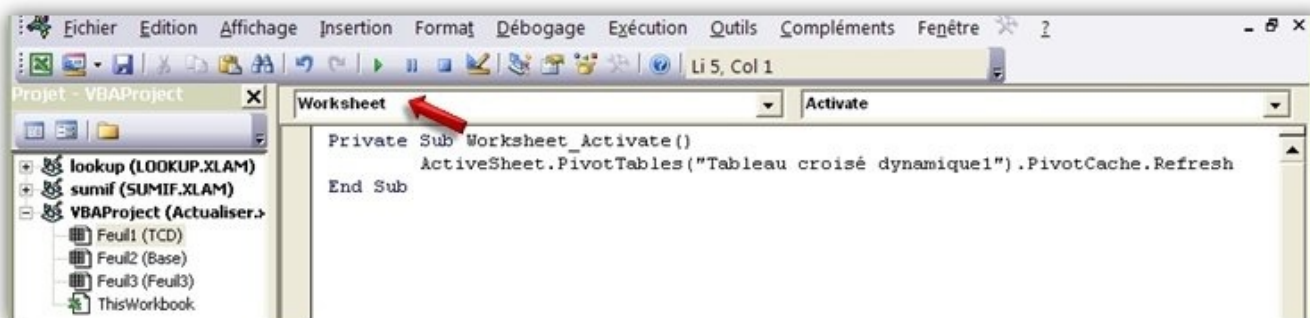 Fichier Edition Affichage Insertion Format Débogage Exécution Outils Compléments Fenêtre ?
Li 5, Col 1
Projet - VBAProject
Worksheet Activate
Private Sub Worksheet_Activate()
ActiveSheet.PivotTables("Tableau croisé dynamique1").PivotCache.Refresh
End Sub
lookup (LOOKUP.XLAM)
sumif (SUMIF.XLAM)
VBAProject (Actualiser.
Feuil1 (TCD)
Feuil2 (Base)
Feuil3 (Feuil3)
ThisWorkbook